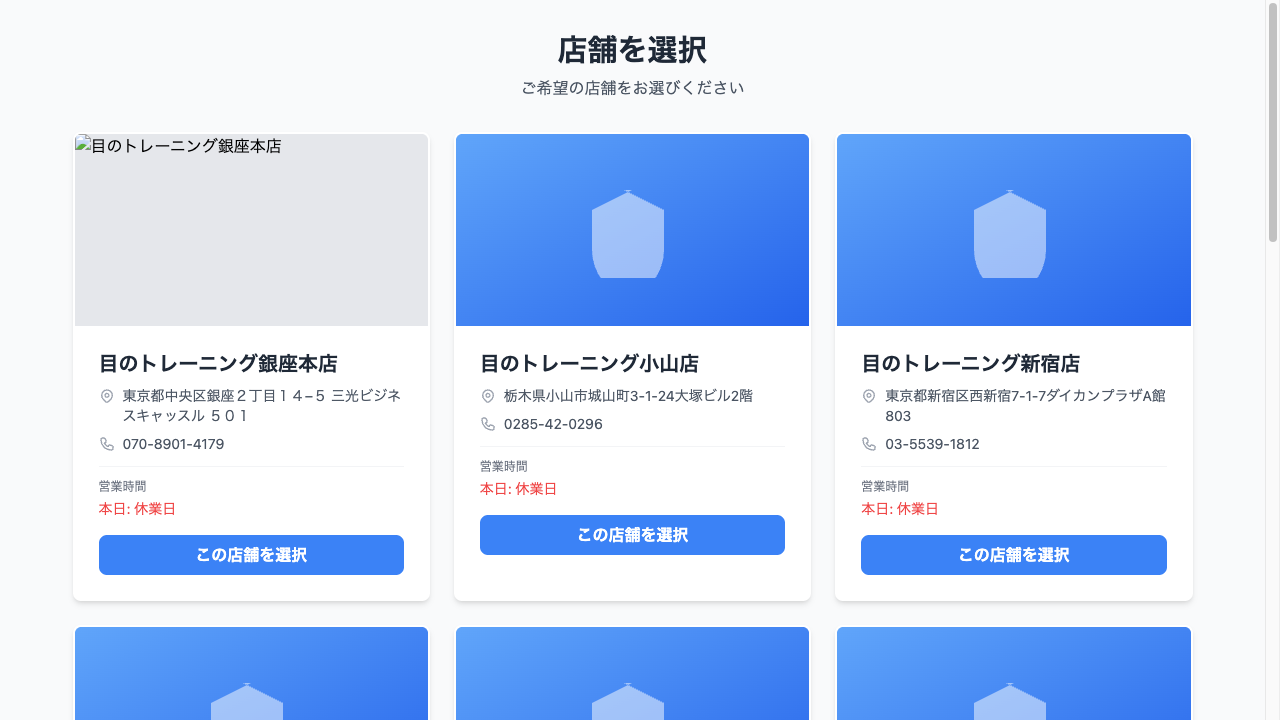 店舗を選択
ご希望の店舗をお選びください
目のトレーニング銀座本店
目のトレーニング銀座本店
東京都中央区銀座２丁目１４−５ 三光ビジネ
スキャッスル ５０１
070-8901-4179
営業時間
本日: 休業日
この店舗を選択
目のトレーニング小山店
栃木県小山市城山町3-1-24大塚ビル2階
0285-42-0296
営業時間
本日: 休業日
この店舗を選択
目のトレーニング新宿店
東京都新宿区西新宿7-1-7ダイカンプラザA館
803
03-5539-1812
営業時間
本日: 休業日
この店舗を選択